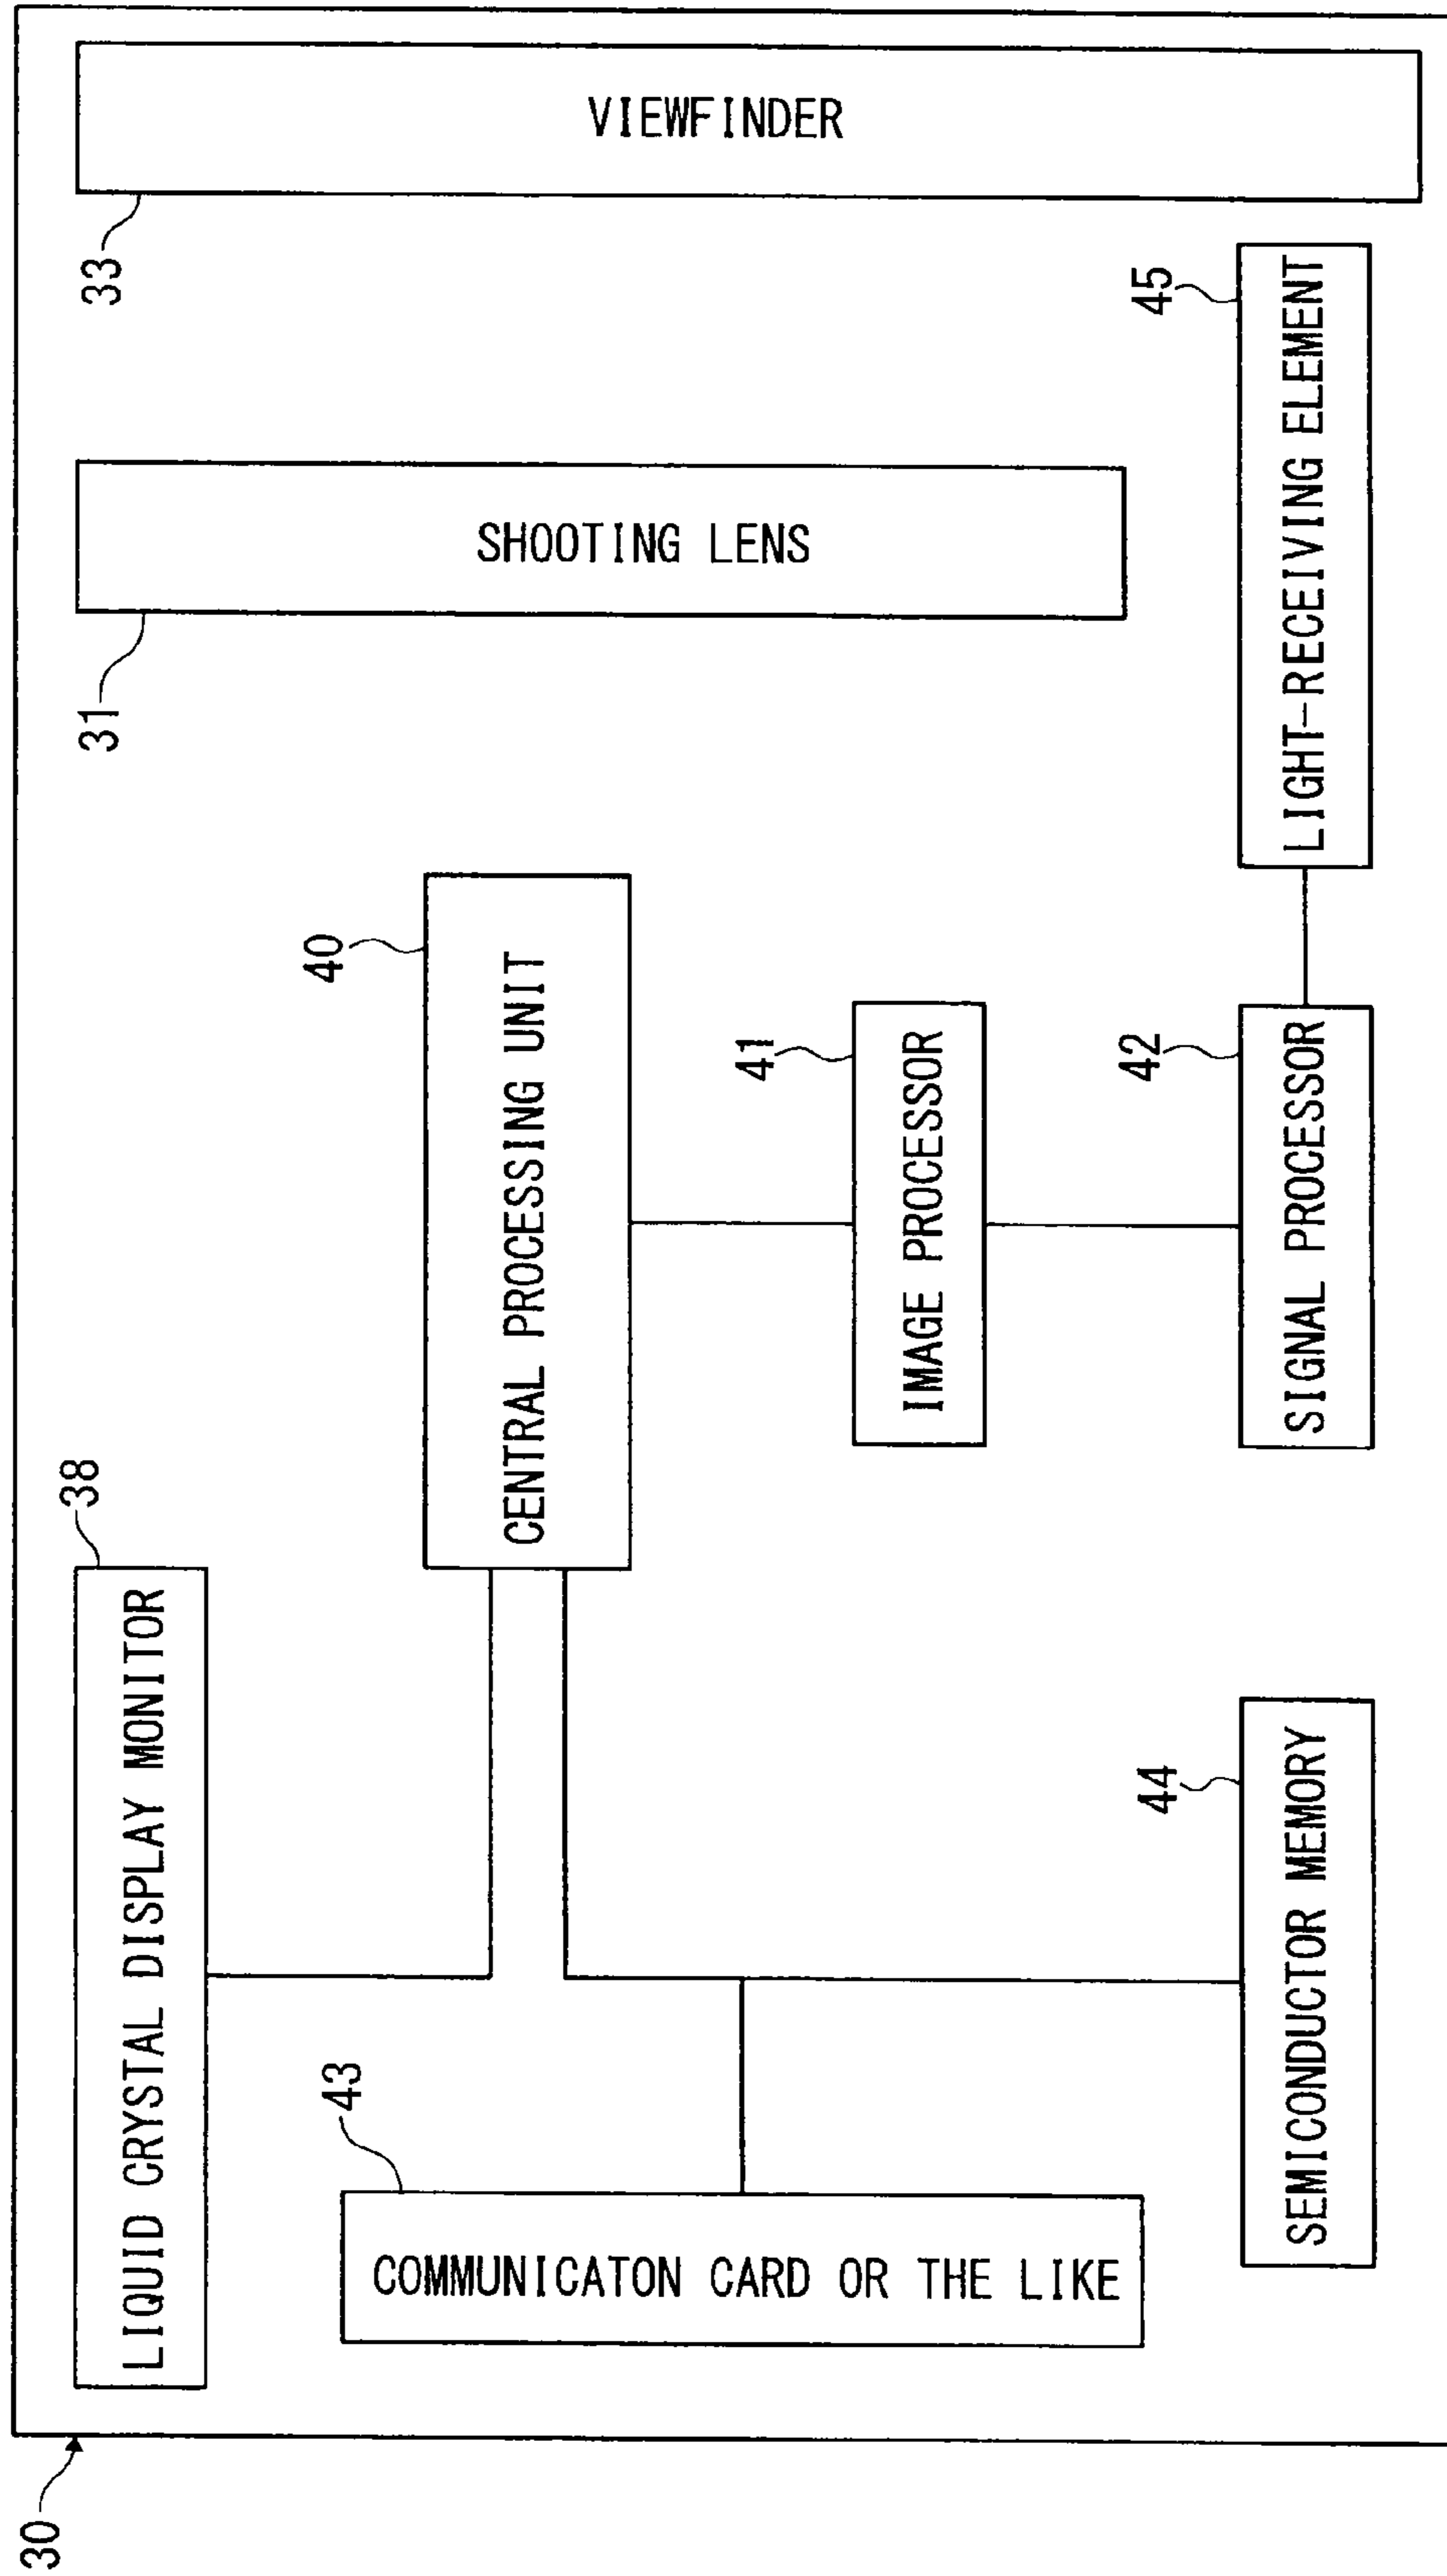 30
LIQUID CRYSTAL DISPLAY MONITOR
38
COMMUNICATON CARD OR THE LIKE
43
SEMICONDUCTOR MEMORY
44
CENTRAL PROCESSING UNIT
40
IMAGE PROCESSOR
41
SIGNAL PROCESSOR
42
SHOOTING LENS
31
LIGHT-RECEIVING ELEMENT
45
VIEWFINDER
33